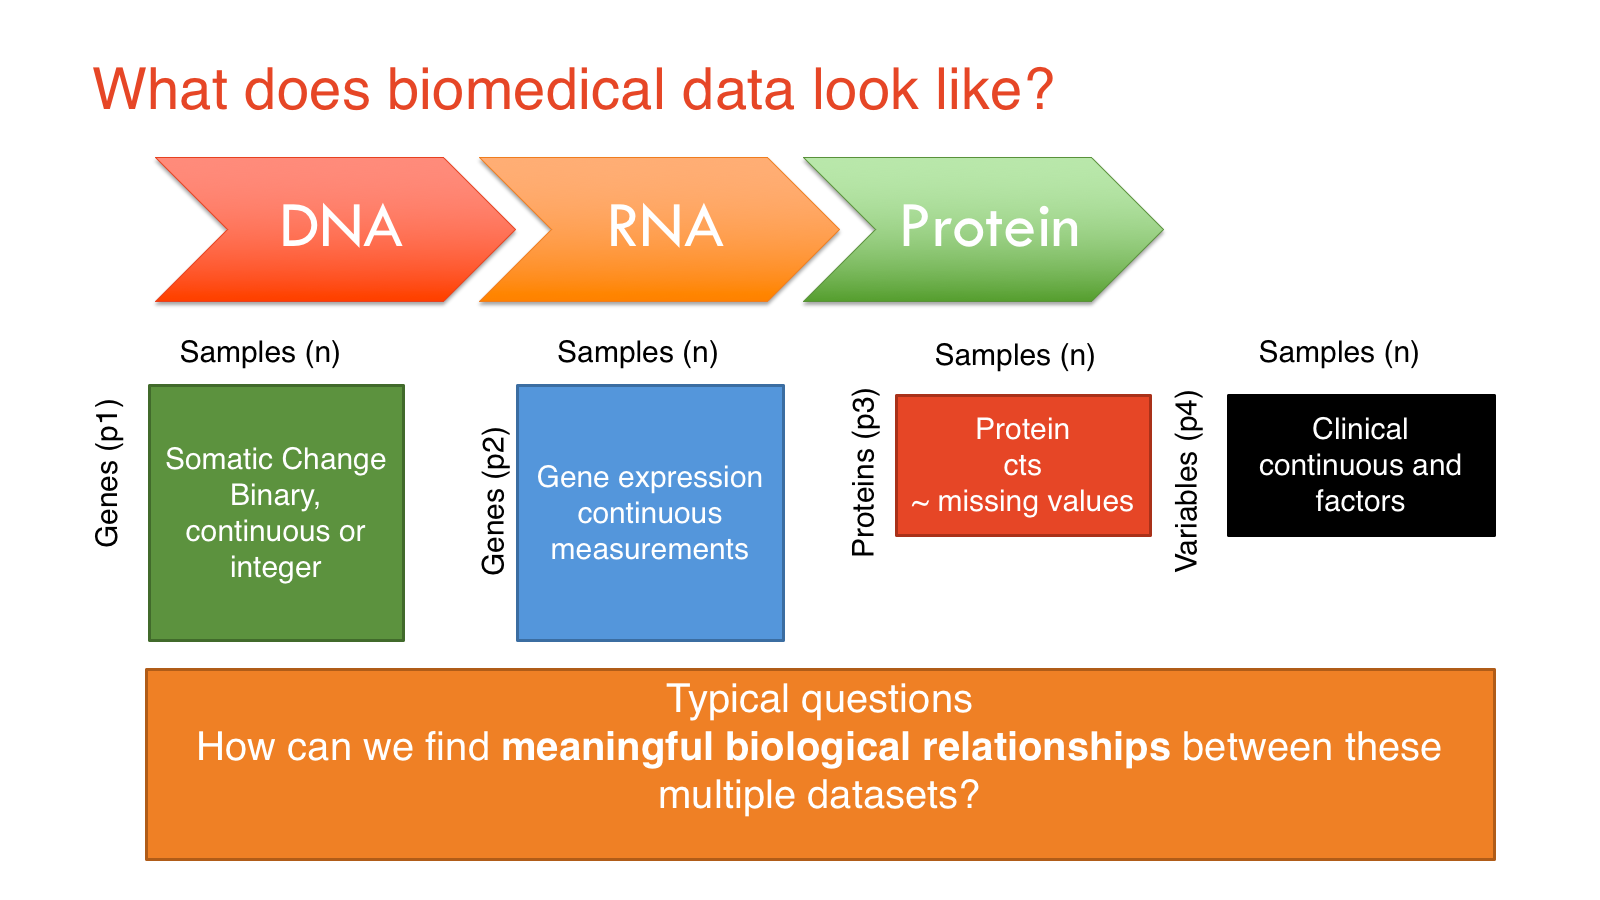 What does biomedical data look like?
DNA
RNA
Protein
Samples (n)
Genes (p1)
Somatic Change
Binary,
continuous or
integer
Samples (n)
Genes (p2)
Gene expression
continuous
measurements
Samples (n)
Proteins (p3)
Protein
cts
~ missing values
Samples (n)
Variables (p4)
Clinical
continuous and
factors
Typical questions
How can we find meaningful biological relationships between these
multiple datasets?